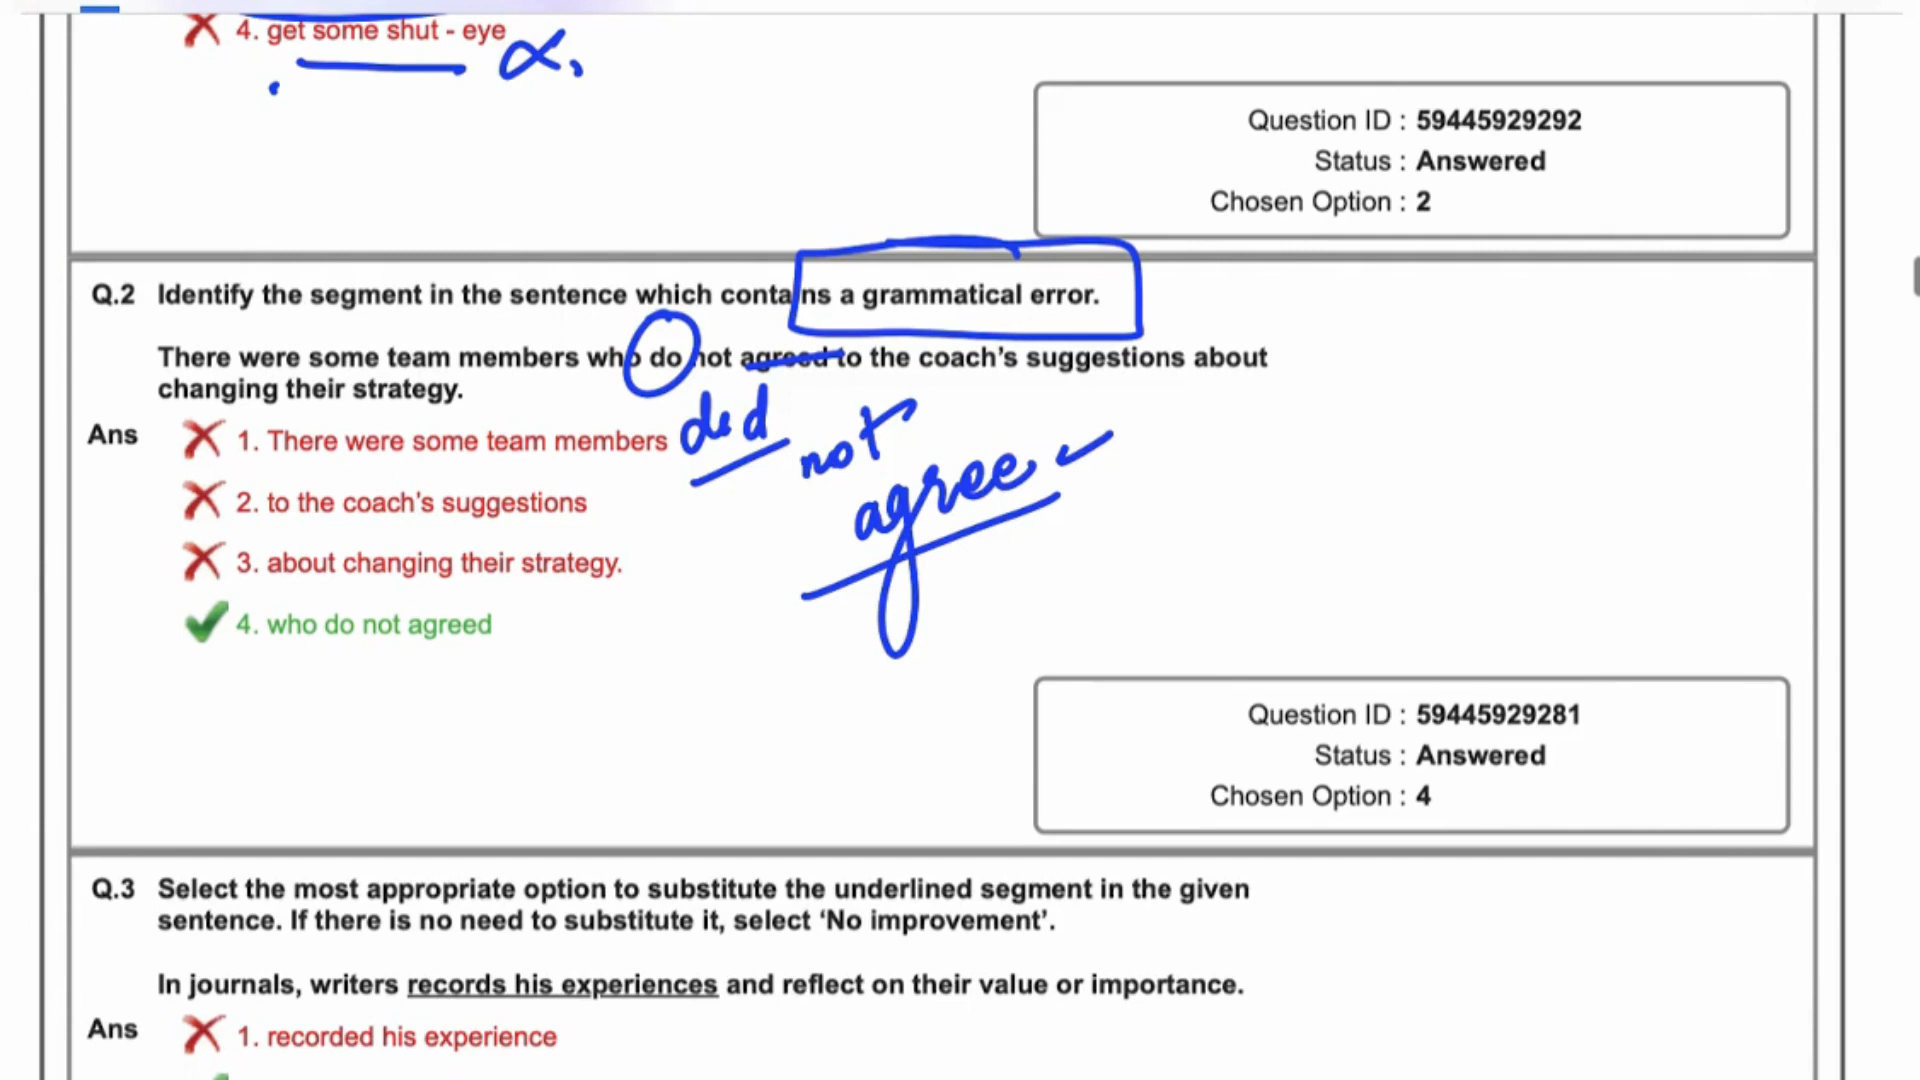 4. get some shut - eye
Question ID : 59445929292
Status : Answered
Chosen Option : 2
Q.2 Identify the segment in the sentence which contains a grammatical error.
There were some team members who do not agreed to the coach's suggestions about
changing their strategy.
Ans 1. There were some team members
did not
agree
2. to the coach's suggestions
3. about changing their strategy.
4. who do not agreed
Question ID : 59445929281
Status : Answered
Chosen Option : 4
Q.3 Select the most appropriate option to substitute the underlined segment in the given
sentence. If there is no need to substitute it, select ‘No improvement’.
In journals, writers records his experiences and reflect on their value or importance.
Ans 1. recorded his experience